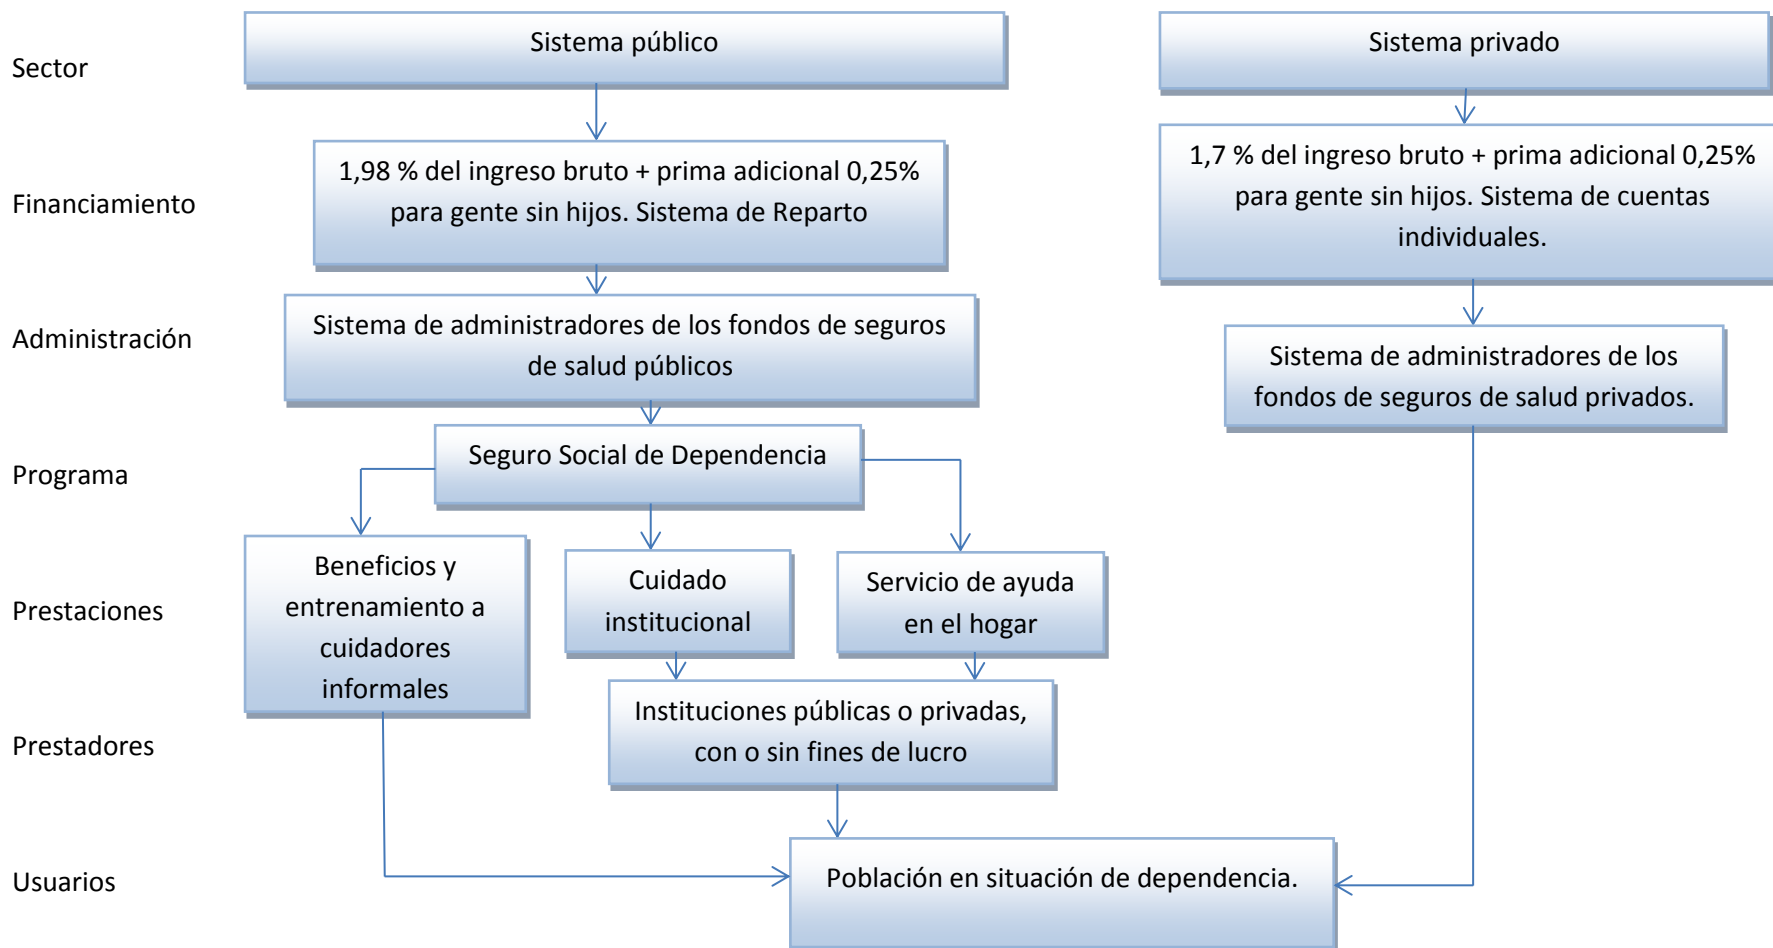 Sector
Sistema público
Sistema privado
Financiamiento
1,98 % del ingreso bruto + prima adicional 0,25%
para gente sin hijos. Sistema de Reparto
1,7 % del ingreso bruto + prima adicional 0,25%
para gente sin hijos. Sistema de cuentas
individuales.
Administración
Sistema de administradores de los fondos de seguros
de salud públicos
Sistema de administradores de los
fondos de seguros de salud privados.
Programa
Seguro Social de Dependencia
Prestaciones
Beneficios y
entrenamiento a
cuidadores
informales
Cuidado
institucional
Servicio de ayuda
en el hogar
Prestadores
Instituciones públicas o privadas,
con o sin fines de lucro
Usuarios
Población en situación de dependencia.